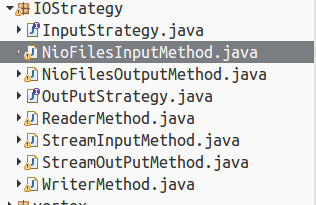 IOStrategy
InputStrategy.java
NioFilesInputMethod.java
NioFilesOutputMethod.java
OutPutStrategy.java
ReaderMethod.java
StreamInputMethod.java
StreamOutPutMethod.java
WriterMethod.java